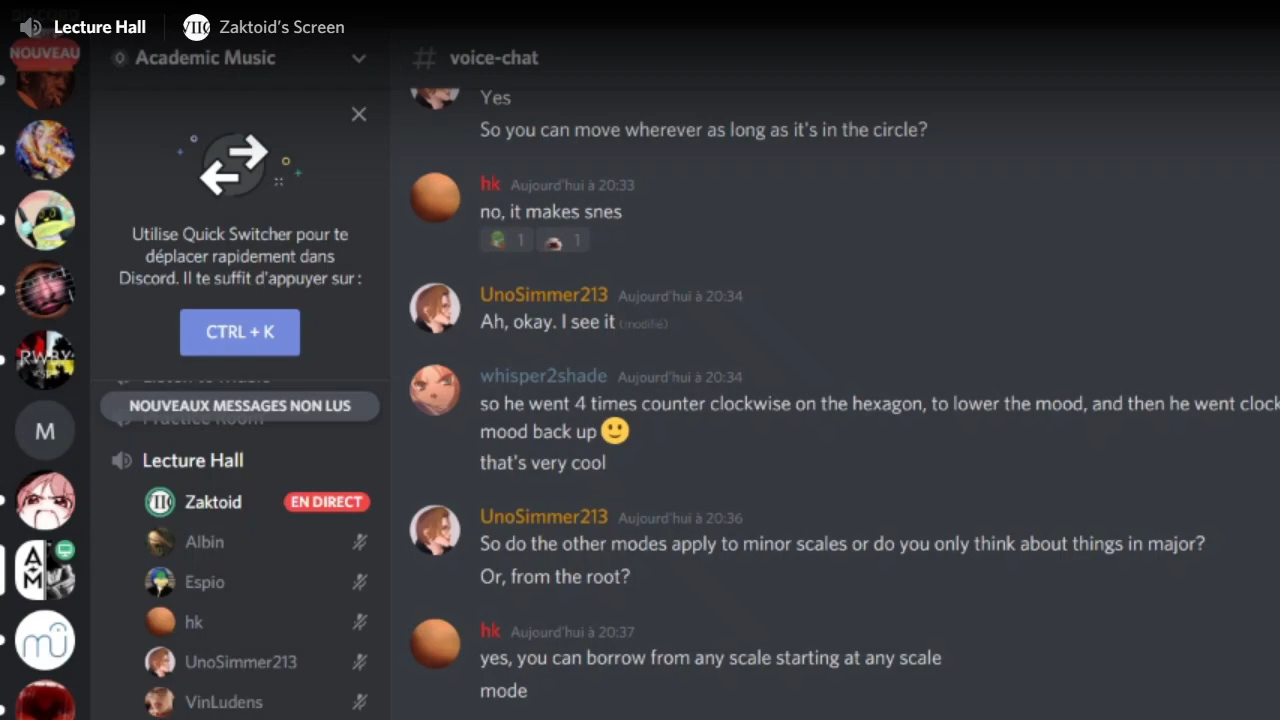 Lecture Hall
Zaktoid's Screen
NOUVEAU
Academic Music
voice-chat
Utilise Quick Switcher pour te
déplacer rapidement dans
Discord. Il te suffit d'appuyer sur :
CTRL + K
Listen to Music
NOUVEAUX MESSAGES NON LUS
Practice Room
RWBY
M
Lecture Hall
Zaktoid
EN DIRECT
Albin
Espio
hk
UnoSimmer213
VinLudens
Yes
So you can move wherever as long as it's in the circle?
hk Aujourd'hui à 20:33
no, it makes snes
1 1
UnoSimmer213 Aujourd'hui à 20:34
Ah, okay. I see it (modifié)
whisper2shade Aujourd'hui à 20:34
so he went 4 times counter clockwise on the hexagon, to lower the mood, and then he went
mood back up
that's very cool
UnoSimmer213 Aujourd'hui à 20:36
So do the other modes apply to minor scales or do you only think about things in major?
Or, from the root?
hk Aujourd'hui à 20:37
yes, you can borrow from any scale starting at any scale
mode